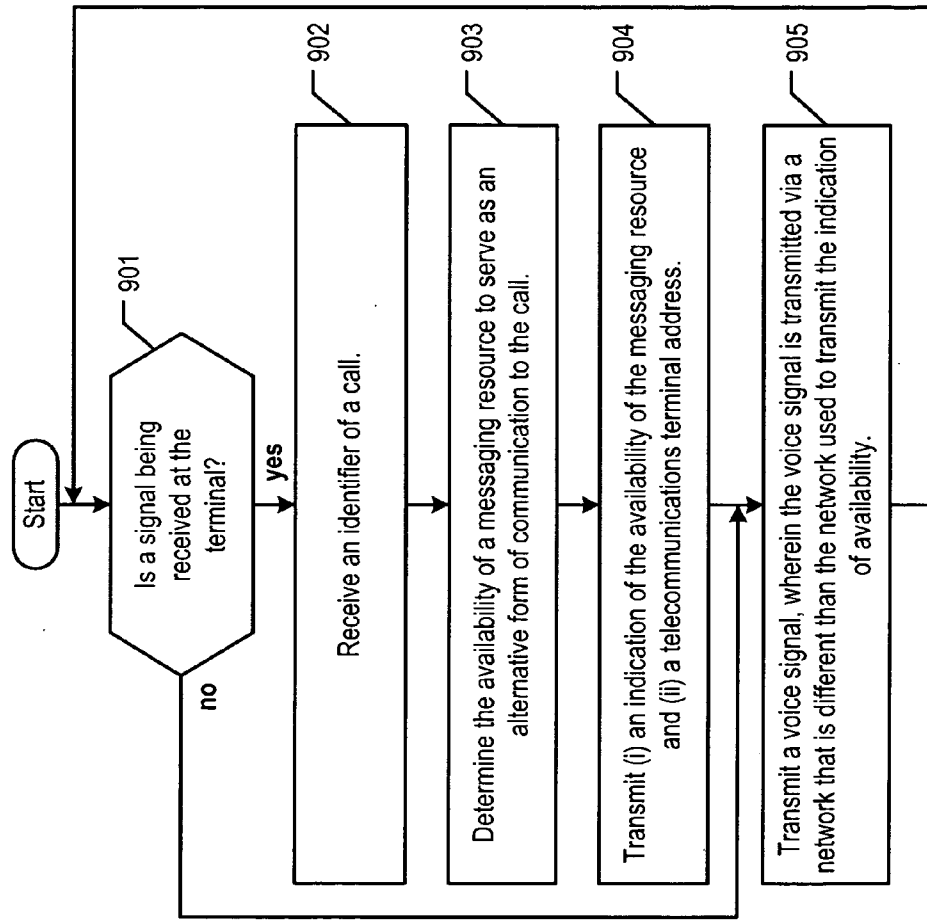 Start
901
Is a signal being
received at the
terminal?
no
yes
902
Receive an identifier of a call.
903
Determine the availability of a messaging resource to serve as an
alternative form of communication to the call.
904
Transmit (i) an indication of the availability of the messaging resource
and (ii) a telecommunications terminal address.
905
Transmit a voice signal, wherein the voice signal is transmitted via a
network that is different than the network used to transmit the indication
of availability.